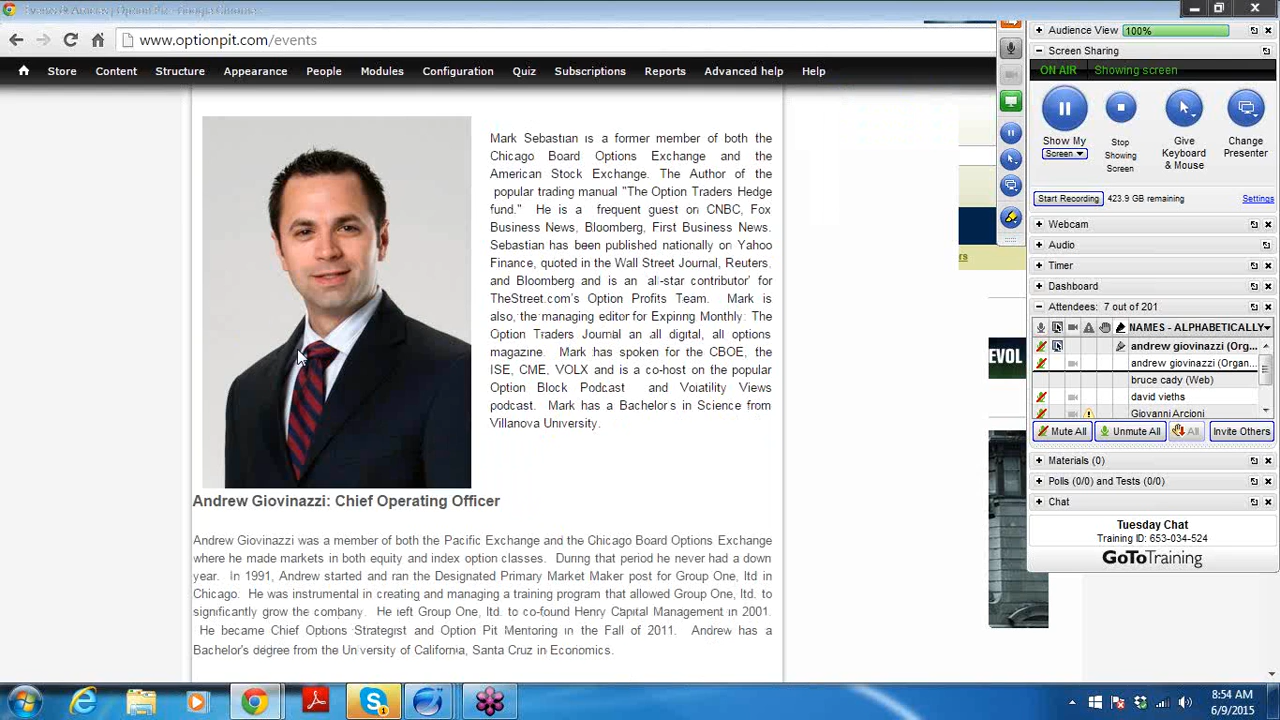 www.optionpit.com/eve
Store Content Structure Appearance Modules Configuration Quiz Reports Advanced help Help
Mark Sebastian is a former member of both the
Chicago Board Options Exchange and the
American Stock Exchange. The Author of the
popular trading manual "The Option Traders Hedge
fund." He is a frequent guest on CNBC, Fox
Business News, Bloomberg, First Business News.
Sebastian has been published nationally on Yahoo
Finance, quoted in the Wall Street Journal, Reuters,
and Bloomberg and is an all-star contributor' for
TheStreet.com's Option Profits Team. Mark is
also, the managing editor for Expiring Monthly: The
Option Traders Journal an all digital, all options
magazine. Mark has spoken for the CBOE, the
ISE, CME, VOLX and is a co-host on the popular
Option Block Podcast and Volatility Views
podcast. Mark has a Bachelor's in Science from
Villanova University.
Andrew Giovinazzi: Chief Operating Officer
Andrew Giovinazzi was a member of both the Pacific Exchange and the Chicago Board Options Exchange
where he made markets in both equity and index option classes. During that period he never had a down
year. In 1991 Andrew started and ran the Designated Primary Market Maker post for Group One, ltd in
Chicago. He was instrumental in creating and managing a training program that allowed Group One, ltd. to
significantly grow the company. He left Group One, ltd. to co-found Henry Capital Management in 2001.
He became Chief Options Strategist and Option Pit Mentoring in the Fall of 2011. Andrew has a
Bachelor's degree from the University of California, Santa Cruz in Economics.
rs
EVOL
Audience View 100%
Screen Sharing
ON AIR Showing screen
Show My
Screen
Stop
Showing
Screen
Give
Keyboard
& Mouse
Change
Presenter
Start Recording 423.9 GB remaining Settings
Webcam
Audio
Timer
Dashboard
Attendees: 7 out of 201
NAMES - ALPHABETICALLY
andrew giovinazzi (Org...
andrew giovinazzi (Organ...
bruce cady (Web)
david vieths
Giovanni Arcioni
Mute All Unmute All All Invite Others
Materials (0)
Polls (0) and Tests (0/0)
Chat
Tuesday Chat
Training ID: 653-034-524
GoToTraining
8:54 AM
6/9/2015